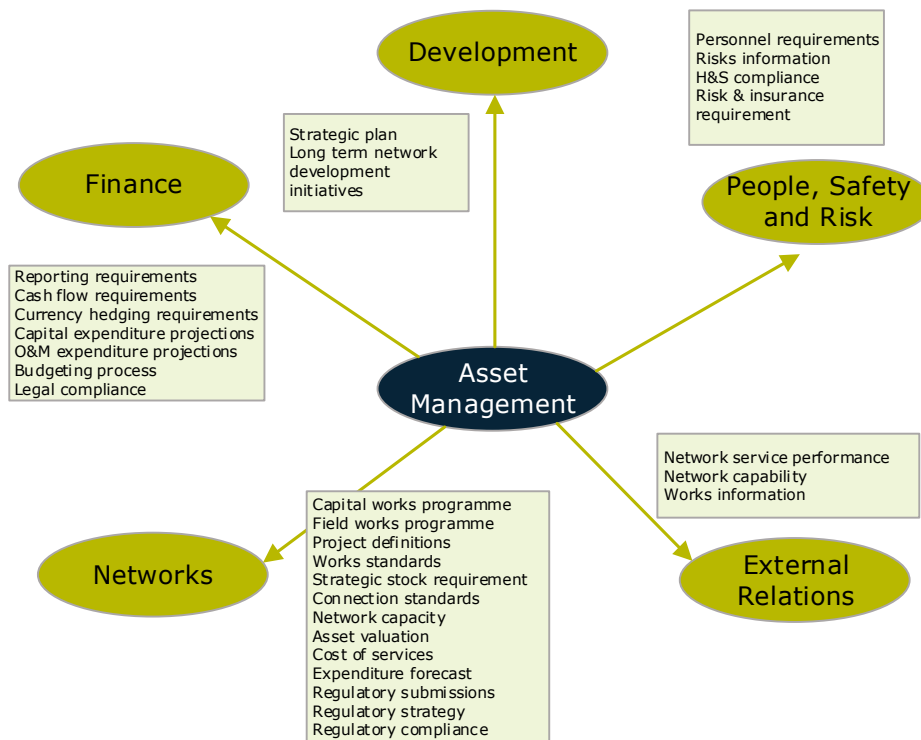 Development
Personnel requirements
Risks information
H&S compliance
Risk & insurance
requirement
Strategic plan
Long term network
development
initiatives
Finance
People, Safety
and Risk
Reporting requirements
Cash flow requirements
Currency hedging requirements
Capital expenditure projections
O&M expenditure projections
Budgeting process
Legal compliance
Asset
Management
Network service performance
Network capability
Works information
Capital works programme
Field works programme
Project definitions
Works standards
Strategic stock requirement
Connection standards
Network capacity
Asset valuation
Cost of services
Expenditure forecast
Regulatory submissions
Regulatory strategy
Regulatory compliance
Networks
External
Relations